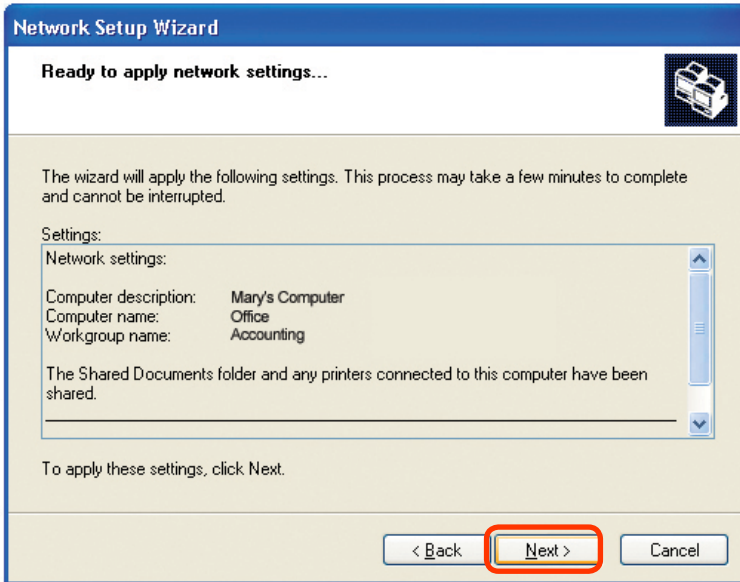 Network Setup Wizard
Ready to apply network settings...
The wizard will apply the following settings. This process may take a few minutes to complete
and cannot be interrupted.
Settings:
Network settings:
Computer description: Mary's Computer
Computer name: Office
Workgroup name: Accounting
The Shared Documents folder and any printers connected to this computer have been
shared.
To apply these settings, click Next.
< Back Next > Cancel